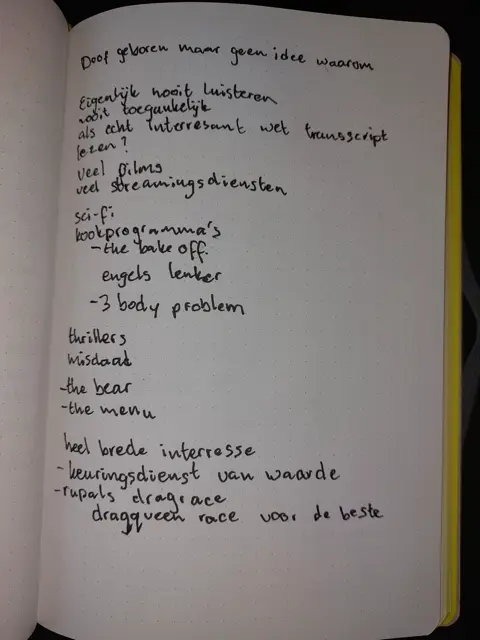 Doof geboren maar geen idee waarom
Eigenlijk nooit luisteren
nooit toegankelijk
als echt interresant wet transscript
lezen?
veel films
veel streamingsdiensten
sci-fi
kookprogramma's
- the bake off.
engels lenker
- 3 body problem
thrillers
misdaad
- the bear
- the menu
heel brede interresse
- keuringsdienst van waarde
- rupals dragrace
dragqueen race voor de beste